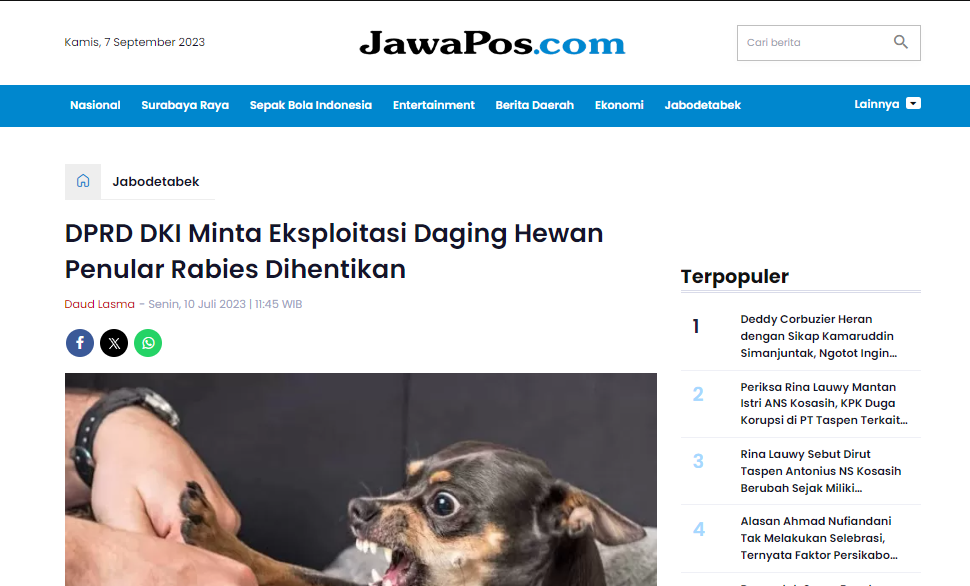 Kamis, 7 September 2023
JawaPos.com
Cari berita
Nasional
Surabaya Raya
Sepak Bola Indonesia
Entertainment
Berita Daerah
Ekonomi
Jabodetabek
Lainnya
Jabodetabek
DPRD DKI Minta Eksploitasi Daging Hewan
Penular Rabies Dihentikan
Daud Lasma - Senin, 10 Juli 2023 | 11:45 WIB
Terpopuler
1
Deddy Corbuzier Heran
dengan Sikap Kamaruddin
Simanjuntak, Ngotot Ingin...
2
Periksa Rina Lauwy Mantan
Istri ANS Kosasih, KPK Duga
Korupsi di PT Taspen Terkait...
3
Rina Lauwy Sebut Dirut
Taspen Antonius NS Kosasih
Berubah Sejak Miliki...
4
Alasan Ahmad Nufiandani
Tak Melakukan Selebrasi,
Ternyata Faktor Persikabo...